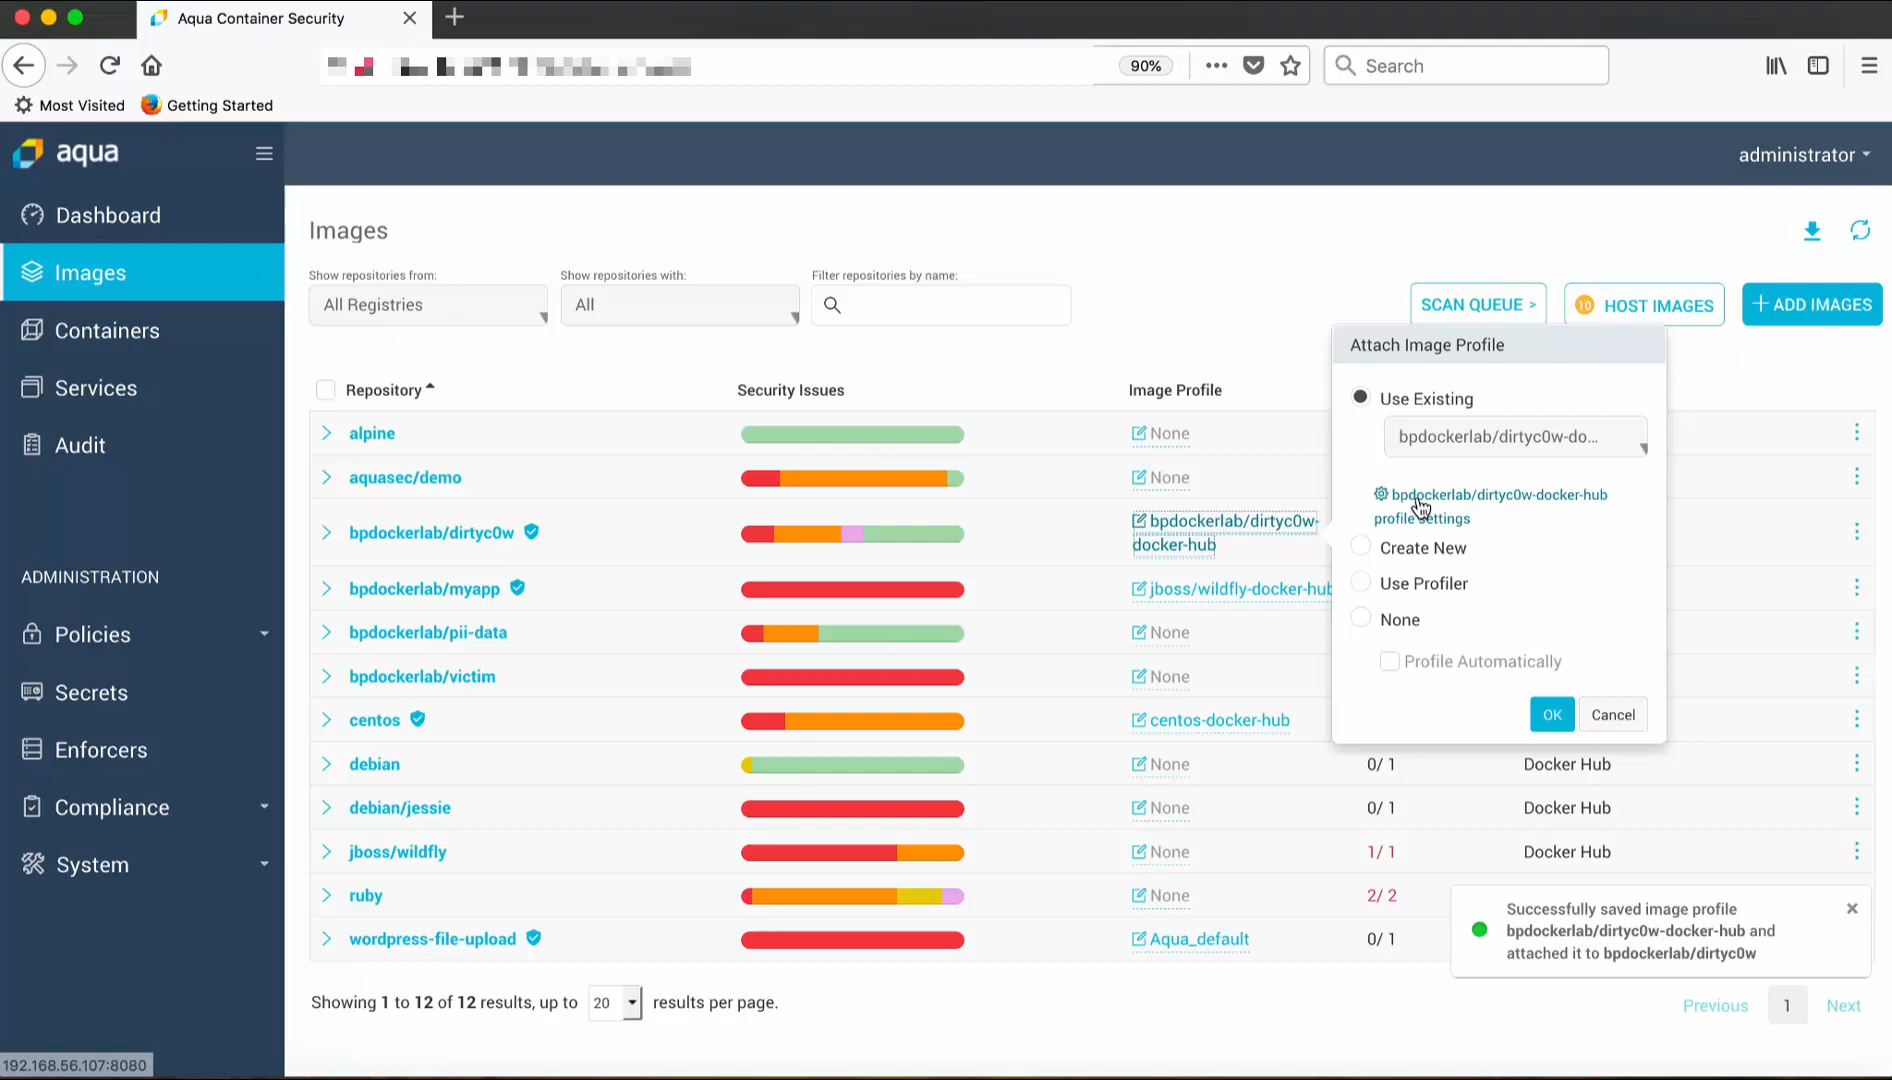 Aqua Container Security
90%
Search
Most Visited
Getting Started
aqua
administrator
Dashboard
Images
Containers
Services
Audit
ADMINISTRATION
Policies
Secrets
Enforcers
Compliance
System
Images
Show repositories from:
All Registries
Show repositories with:
All
Filter repositories by name:
SCAN QUEUE >
10 HOST IMAGES
+ ADD IMAGES
Repository
Security Issues
Image Profile
alpine
None
aquasec/demo
None
bpdockerlab/dirtyc0w
bpdockerlab/dirtyc0w-
docker-hub
bpdockerlab/myapp
jboss/wildfly-docker-hub
bpdockerlab/pii-data
None
bpdockerlab/victim
None
centos
centos-docker-hub
debian
None
0/ 1
Docker Hub
debian/jessie
None
0/ 1
Docker Hub
jboss/wildfly
None
1/ 1
Docker Hub
ruby
None
2/ 2
wordpress-file-upload
Aqua_default
0/ 1
Attach Image Profile
Use Existing
bpdockerlab/dirtyc0w-do...
bpdockerlab/dirtyc0w-docker-hub
profile settings
Create New
Use Profiler
None
Profile Automatically
OK
Cancel
Successfully saved image profile
bpdockerlab/dirtyc0w-docker-hub and
attached it to bpdockerlab/dirtyc0w
Showing 1 to 12 of 12 results, up to 20 results per page.
Previous
1
Next
192.168.56.107:8080